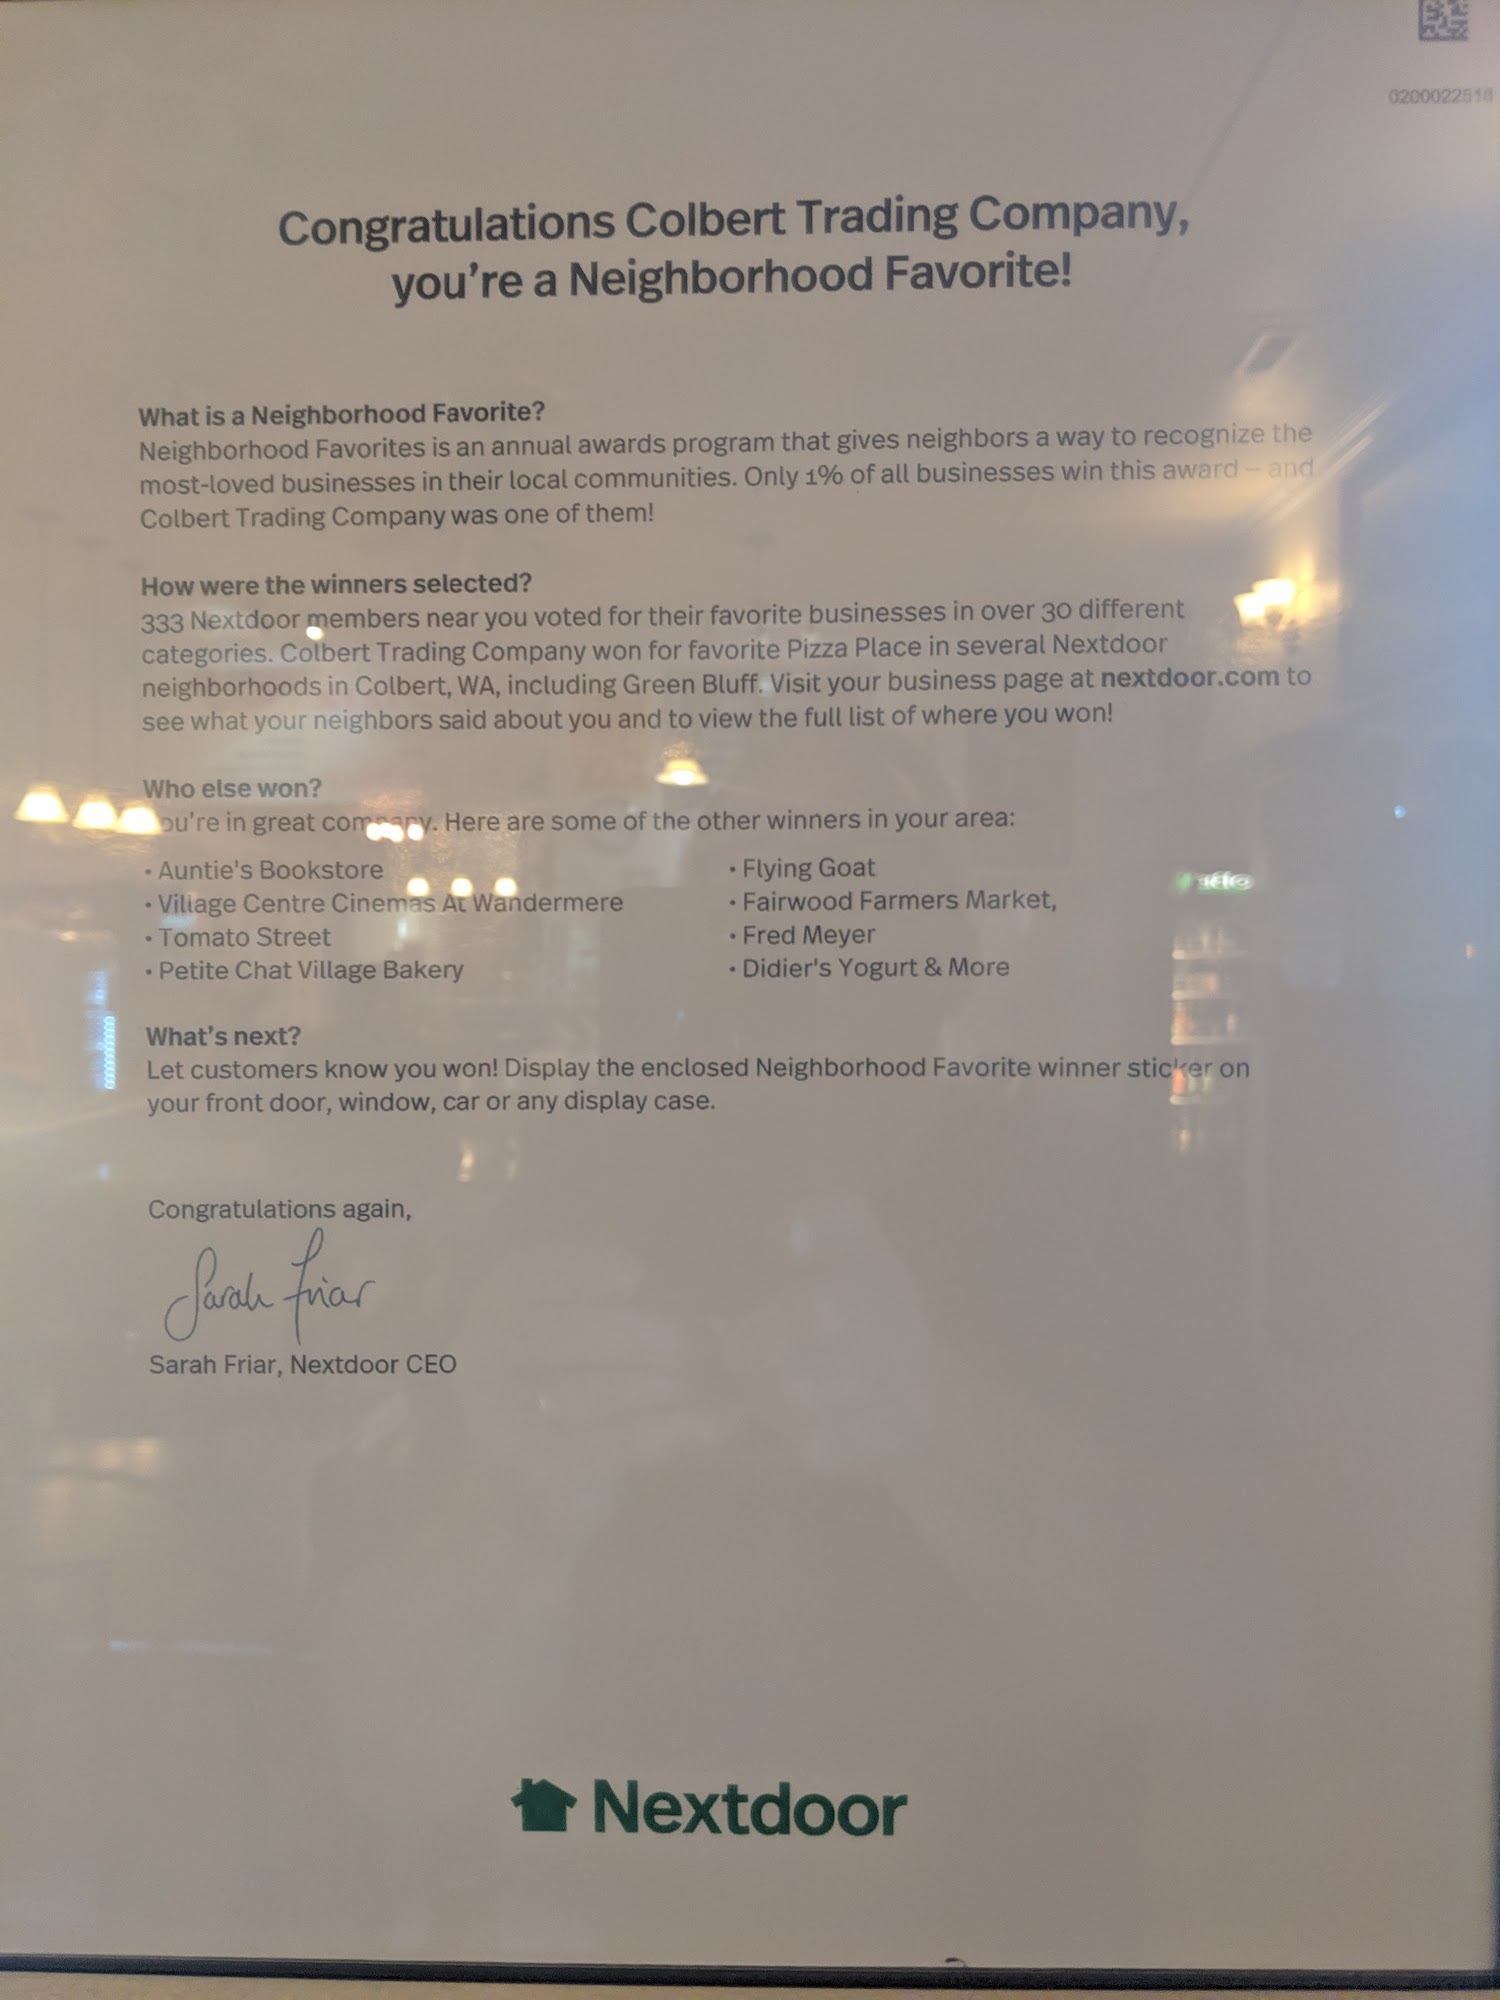 0200022518
Congratulations Colbert Trading Company,
you're a Neighborhood Favorite!
What is a Neighborhood Favorite?
Neighborhood Favorites is an annual awards program that gives neighbors a way to recognize the
most-loved businesses in their local communities. Only 1% of all businesses win this award – and
Colbert Trading Company was one of them!
How were the winners selected?
333 Nextdoor members near you voted for their favorite businesses in over 30 different
categories. Colbert Trading Company won for favorite Pizza Place in several Nextdoor
neighborhoods in Colbert, WA, including Green Bluff. Visit your business page at nextdoor.com to
see what your neighbors said about you and to view the full list of where you won!
Who else won?
You're in great company. Here are some of the other winners in your area:
• Auntie's Bookstore
• Village Centre Cinemas At Wandermere
• Tomato Street
• Petite Chat Village Bakery
• Flying Goat
• Fairwood Farmers Market,
• Fred Meyer
• Didier's Yogurt & More
What's next?
Let customers know you won! Display the enclosed Neighborhood Favorite winner sticker on
your front door, window, car or any display case.
Congratulations again,
Sarah Friar
Sarah Friar, Nextdoor CEO
Nextdoor